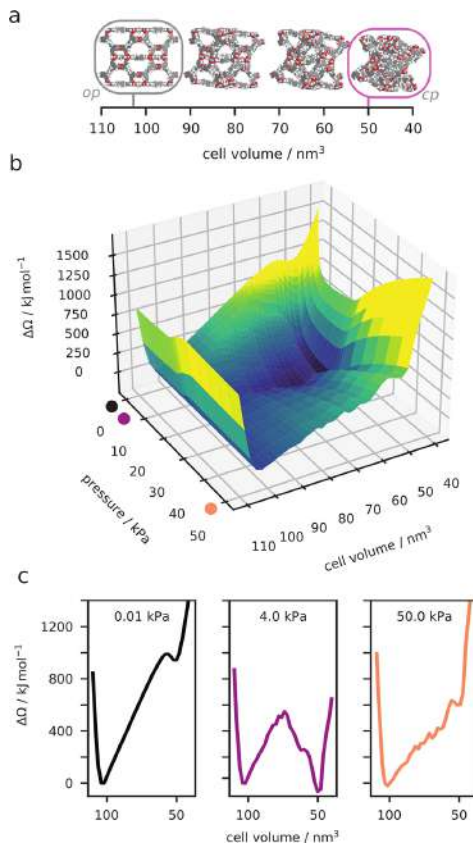 a
op
cp
110 100 90 80 70 60 50 40
cell volume / nm³
b
1500
1250
1000
750
500
250
0
ΔΩ / kJ mol⁻¹
0
10
20
30
40
50
pressure / kPa
110 100 90 80 70 60 50 40
cell volume / nm³
c
0.01 kPa 4.0 kPa 50.0 kPa
1200
800
400
0
ΔΩ / kJ mol⁻¹
100 50 100 50 100 50
cell volume / nm³